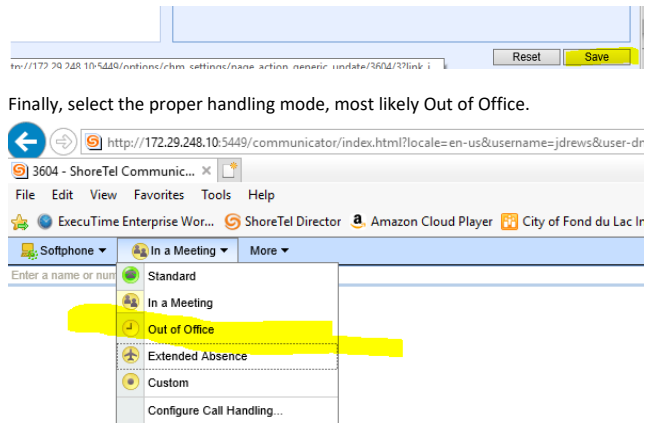 Reset Save
tp://172.29.248.10:5449/options/chm_settings/page_action_generic_update/3604/3?link_i
Finally, select the proper handling mode, most likely Out of Office.
http://172.29.248.10:5449/communicator/index.html?locale=en-us&username=jdrews&user-dr
3604 - ShoreTel Communic... ×
File Edit View Favorites Tools Help
ExecuTime Enterprise Wor... ShoreTel Director a Amazon Cloud Player City of Fond du Lac In
Softphone In a Meeting More
Enter a name or num
Standard
In a Meeting
Out of Office
Extended Absence
Custom
Configure Call Handling...